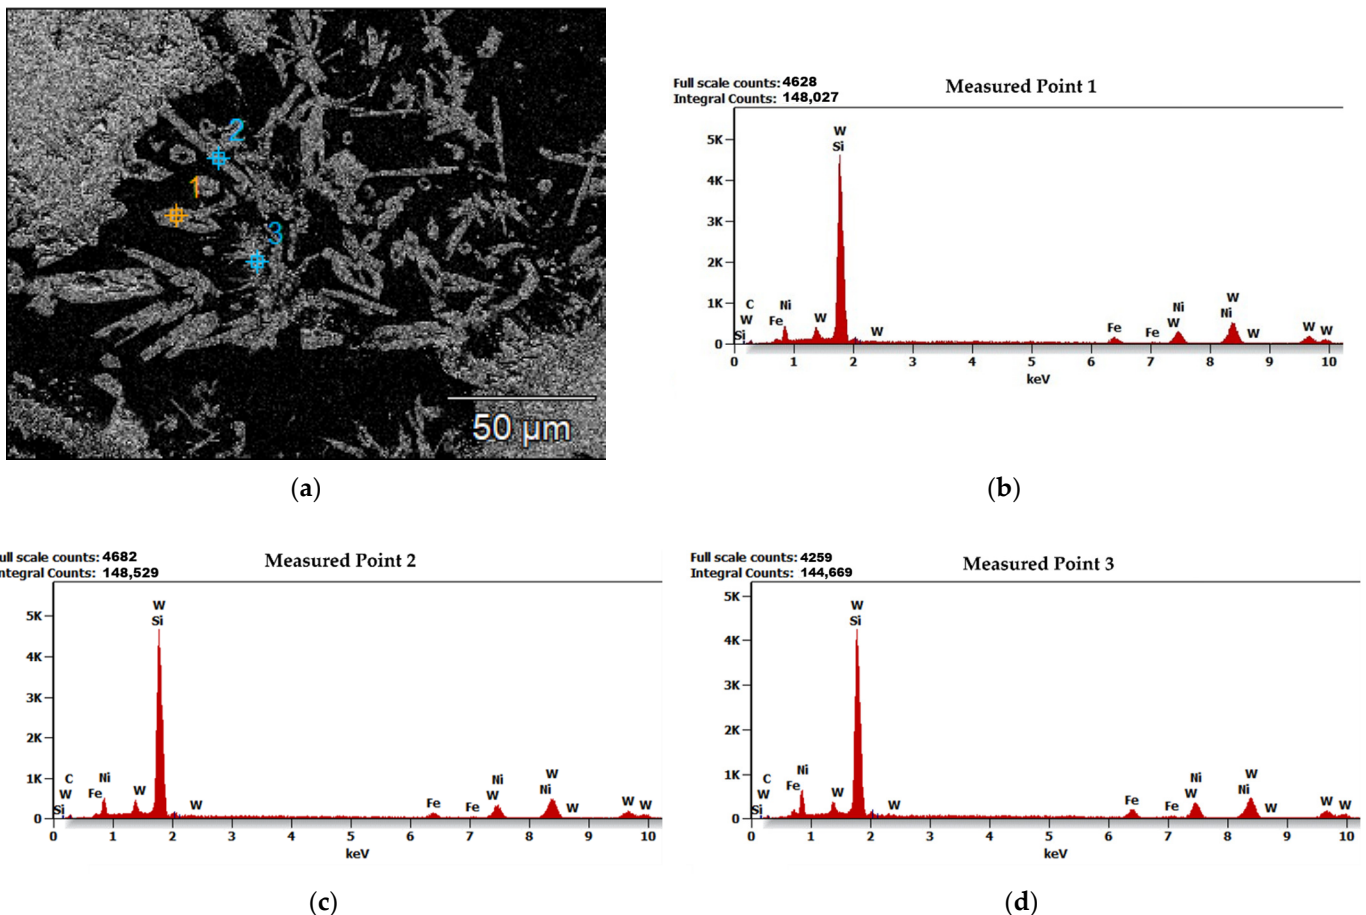 2
1
3
50 µm
(a)
Full scale counts: 4628
Integral Counts: 148,027
Measured Point 1
5K
4K
3K
2K
1K
0
W
Si
C
W
Si
Fe
Ni
W
W
Fe
Fe
Ni
W
W
Ni
W
W
W
0 1 2 3 4 5 6 7 8 9 10
keV
(b)
ull scale counts: 4682
ntegral Counts: 148,529
Measured Point 2
5K
4K
3K
2K
1K
0
W
Si
C
W
Si
Fe
Ni
W
W
Fe
Fe
Ni
W
W
Ni
W
W
W
0 1 2 3 4 5 6 7 8 9 10
keV
(c)
Full scale counts: 4259
Integral Counts: 144,669
Measured Point 3
5K
4K
3K
2K
1K
0
W
Si
C
W
Si
Fe
Ni
W
W
Fe
Fe
Ni
W
W
Ni
W
W
W
0 1 2 3 4 5 6 7 8 9 10
keV
(d)